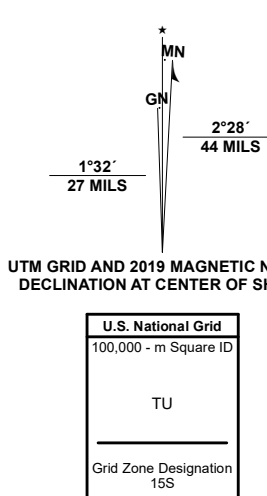 MN
GN
2°28´
44 MILS
1°32´
27 MILS
UTM GRID AND 2019 MAGNETIC
DECLINATION AT CENTER OF
U.S. National Grid
100,000 - m Square ID
TU
Grid Zone Designation
15S